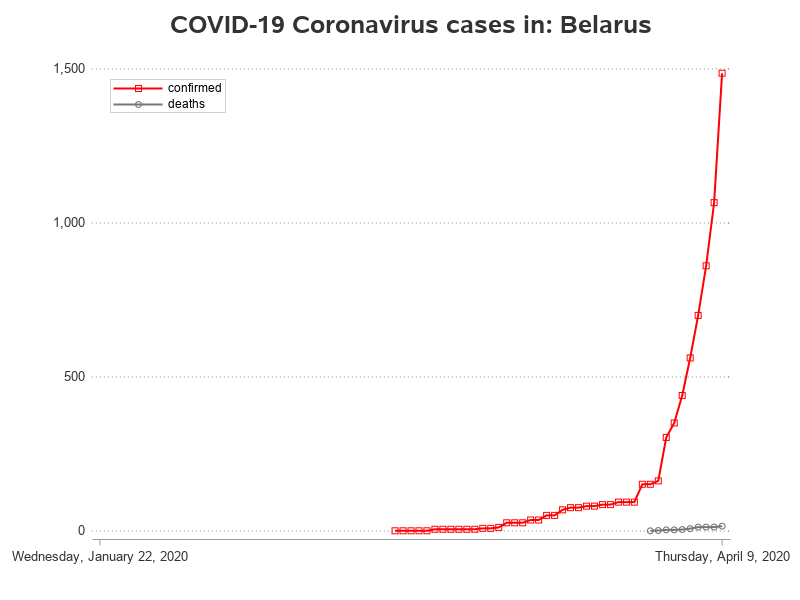 COVID-19 Coronavirus cases in: Belarus
1,500
confirmed
deaths
1,000
500
0
Wednesday, January 22, 2020
Thursday, April 9, 2020